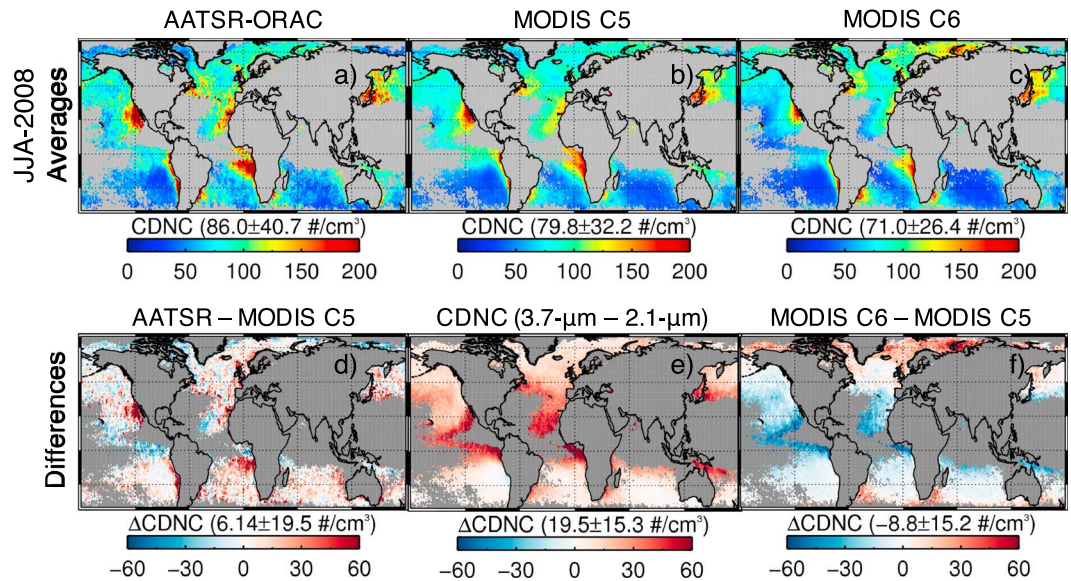 AATSR-ORAC
MODIS C5
MODIS C6
JJA-2008
Averages
a)
b)
c)
CDNC (86.0±40.7 #/cm³)
CDNC (79.8±32.2 #/cm³)
CDNC (71.0±26.4 #/cm³)
0 50 100 150 200
0 50 100 150 200
0 50 100 150 200
AATSR – MODIS C5
CDNC (3.7-µm – 2.1-µm)
MODIS C6 – MODIS C5
Differences
d)
e)
f)
ΔCDNC (6.14±19.5 #/cm³)
ΔCDNC (19.5±15.3 #/cm³)
ΔCDNC (−8.8±15.2 #/cm³)
−60 −30 0 30 60
−60 −30 0 30 60
−60 −30 0 30 60